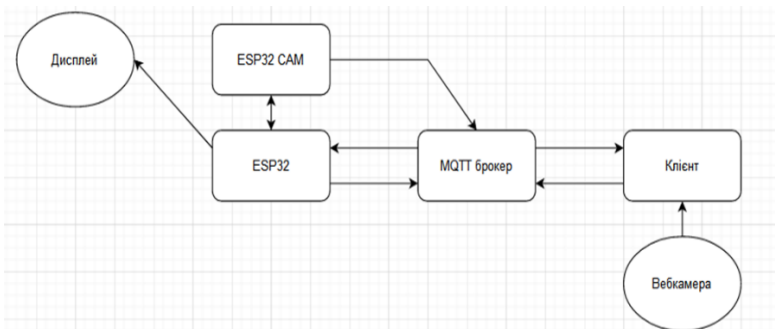 Дисплей
ESP32 CAM
ESP32
MQTT брокер
Клієнт
Вебкамера